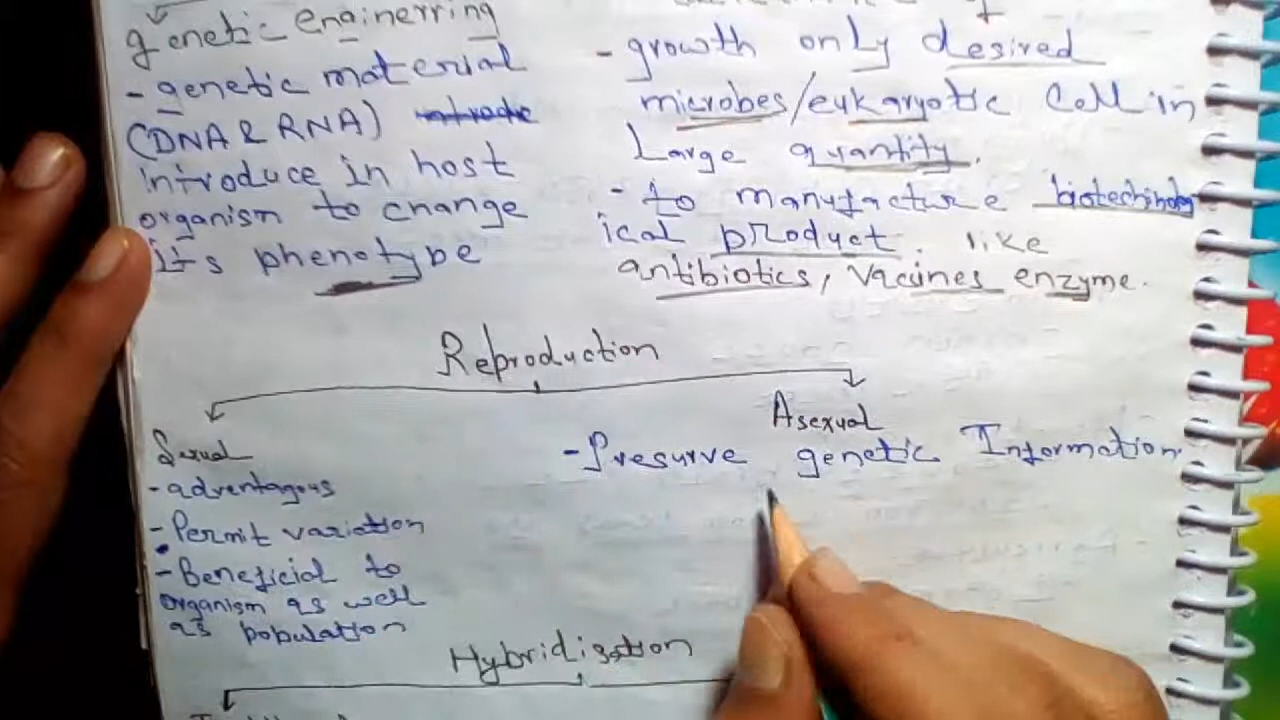 genetic enginerring
- genetic material
(DNA & RNA)
introduce in host
organism to change
its phenotype
- growth only desired
microbes/eukaryotic cell in
Large quantity.
- to manufacture biotechnolog
ical product. like
antibiotics, vaccines enzyme.
Reproduction
Sexual
- adventagous
- Permit variation
- Beneficial to
organism as well
as population
Asexual
- Presurve genetic Information.
Hybridisation